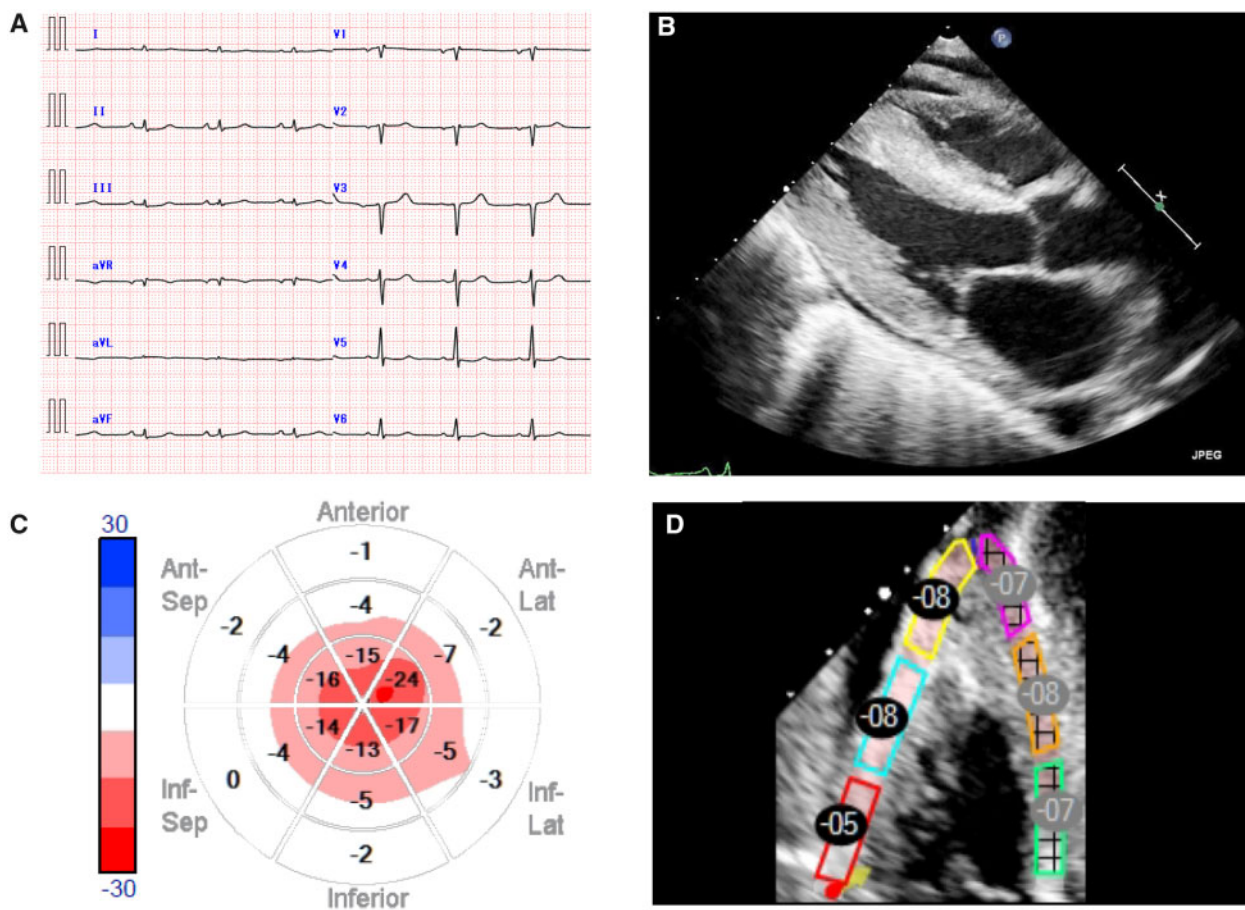 A
I
V1
II
V2
III
V3
aVR
V4
aVL
V5
aVF
V6
B
P
X
JPEG
C
30
-30
Anterior
Ant-
Sep
Ant-
Lat
-1
-2
-4
-2
-4
-15
-7
-16
-24
-14
-17
-4
-13
-5
0
-5
-3
-2
Inf-
Sep
Inf-
Lat
Inferior
D
-08
-07
-08
-08
-05
-07